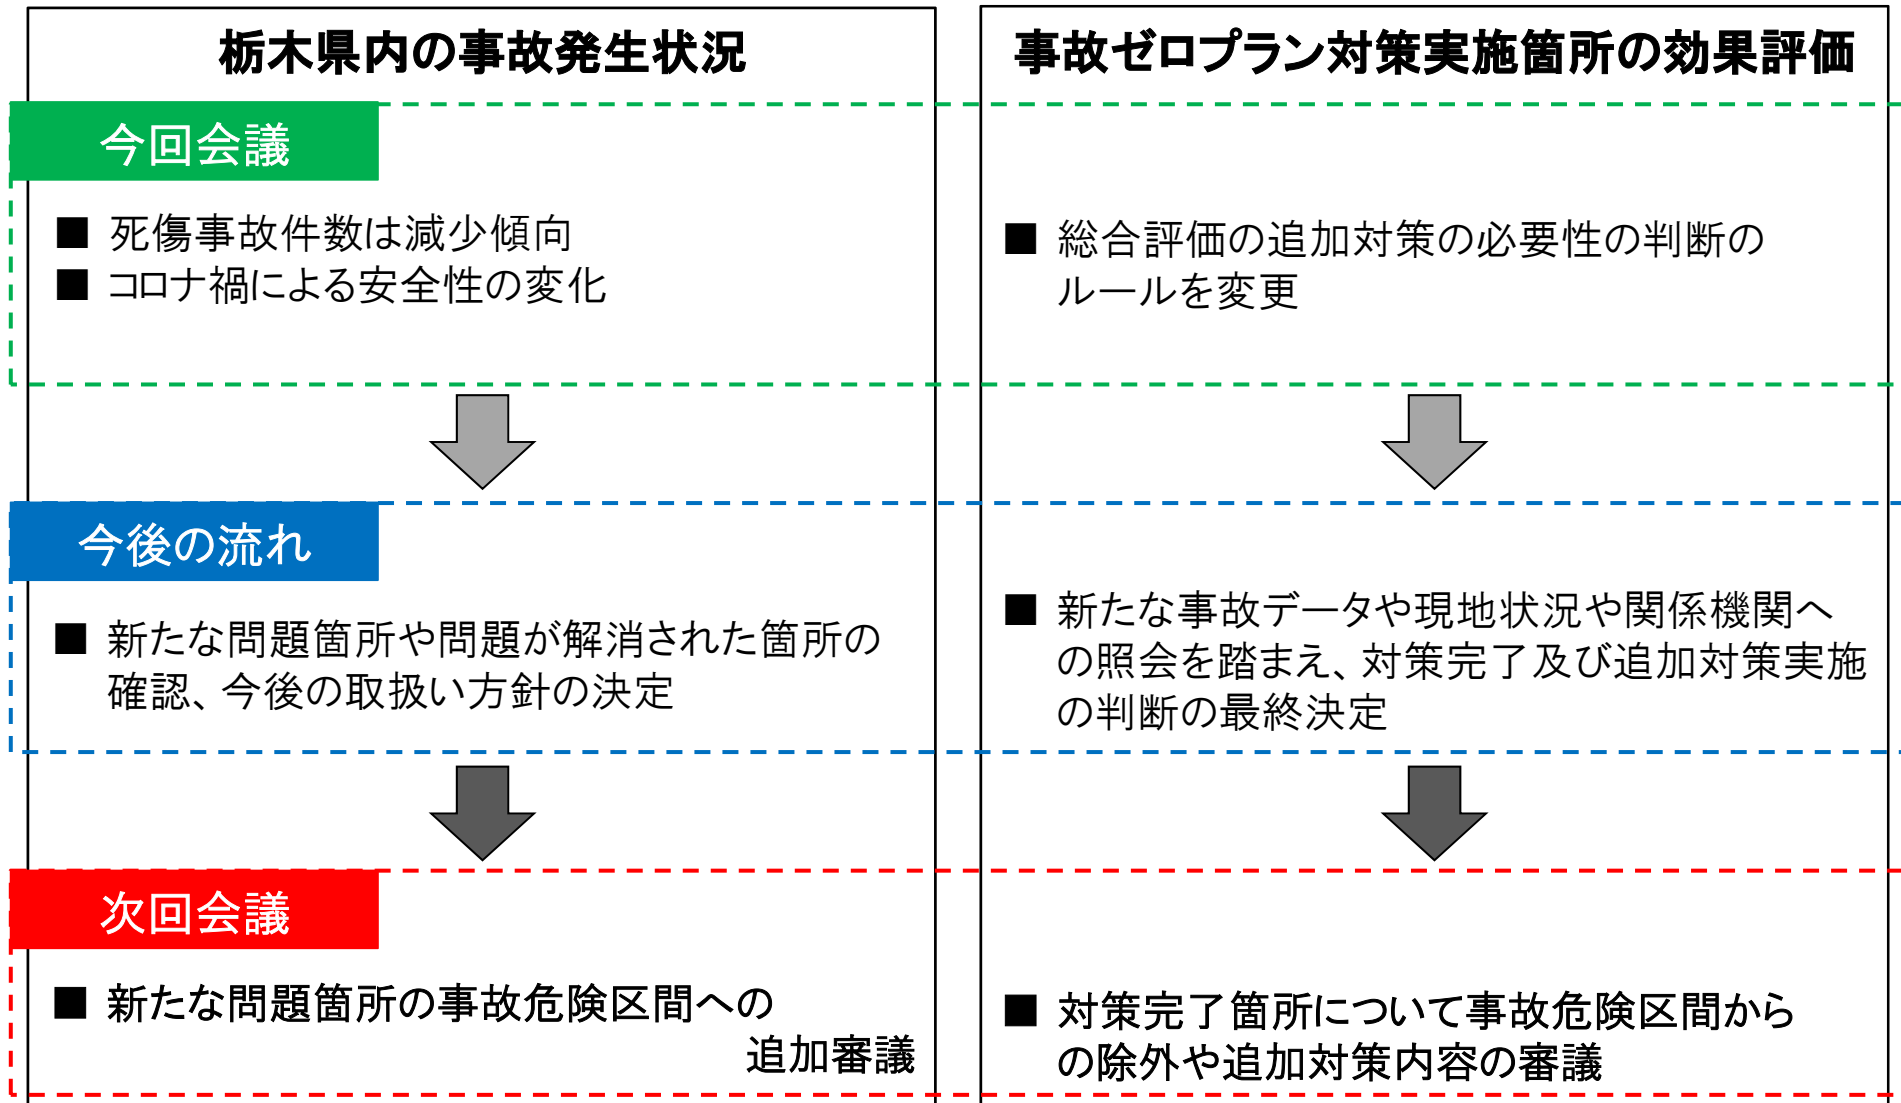 栃木県内の事故発生状況
事故ゼロプラン対策実施箇所の効果評価
今回会議
■ 死傷事故件数は減少傾向
■ コロナ禍による安全性の変化
■ 総合評価の追加対策の必要性の判断の
ルールを変更
今後の流れ
■ 新たな問題箇所や問題が解消された箇所の
確認、今後の取扱い方針の決定
■ 新たな事故データや現地状況や関係機関へ
の照会を踏まえ、対策完了及び追加対策実施
の判断の最終決定
次回会議
■ 新たな問題箇所の事故危険区間への
追加審議
■ 対策完了箇所について事故危険区間から
の除外や追加対策内容の審議